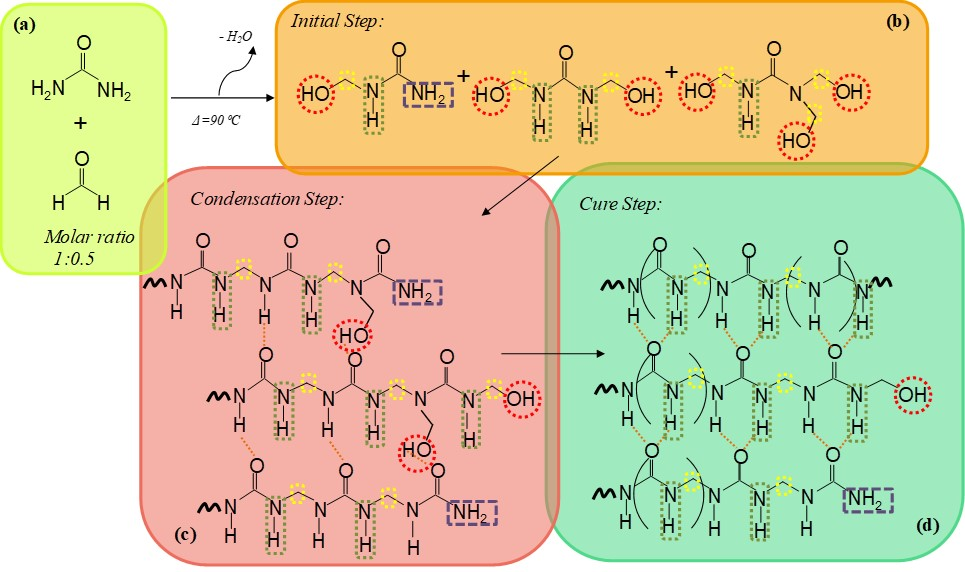 (a)
O
H₂N NH₂
+
O
H H
Molar ratio
1:0.5
- H₂O
Δ=90 ºC
Initial Step:
(b)
O O O
HO N NH₂ + HO N N OH + HO N N OH
H H H H HO
Condensation Step:
O O O
N N N N N NH₂
H H H H
HO
O O O
N N N N N N OH
H H H H H
HO
O O O
N N N N N NH₂
H H H H H
(c)
Cure Step:
O O O
N N N N N N
H H H H H H
O O O
N N N N N N OH
H H H H H H
O O O
N N N N N NH₂
H H H H H
(d)